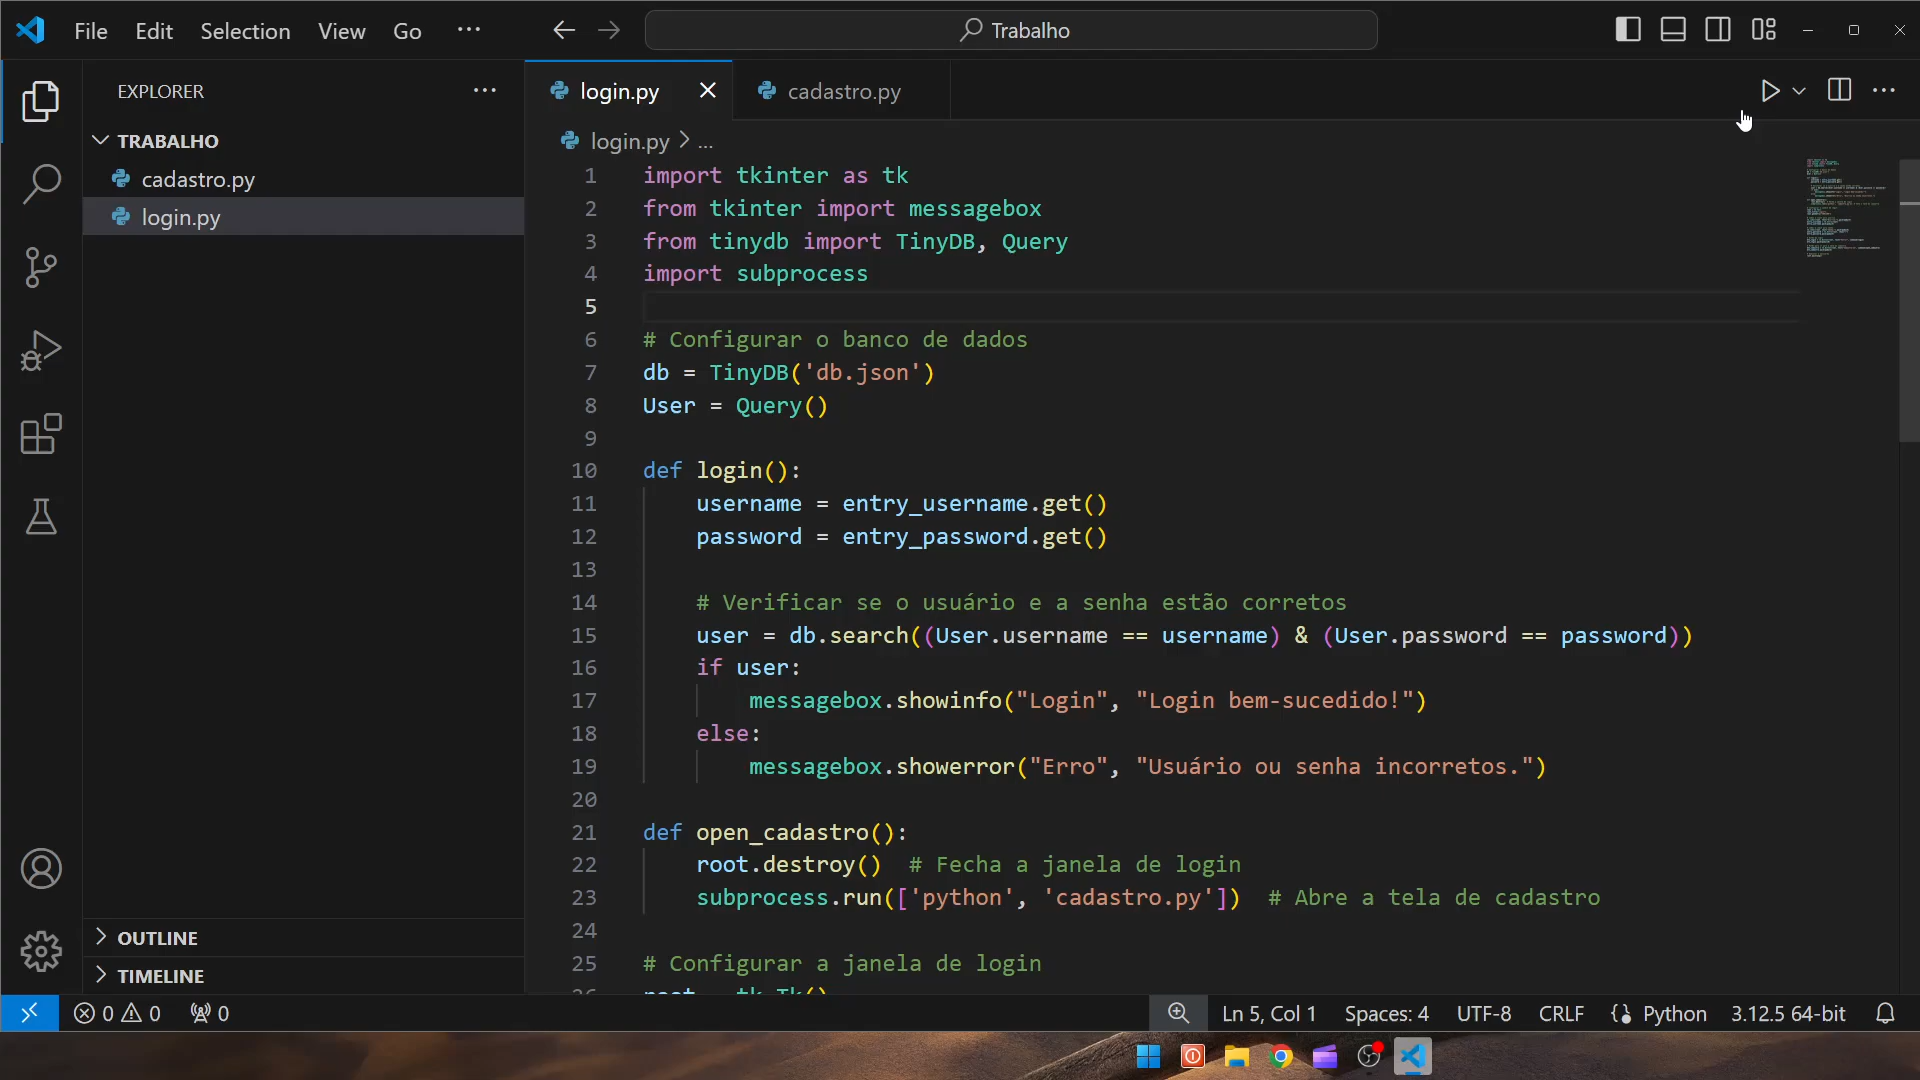 File Edit Selection View Go ··· Trabalho
EXPLORER ···
TRABALHO
cadastro.py
login.py
OUTLINE
TIMELINE
login.py cadastro.py
login.py > ...
1 import tkinter as tk
2 from tkinter import messagebox
3 from tinydb import TinyDB, Query
4 import subprocess
5
6 # Configurar o banco de dados
7 db = TinyDB('db.json')
8 User = Query()
9
10 def login():
11     username = entry_username.get()
12     password = entry_password.get()
13
14     # Verificar se o usuário e a senha estão corretos
15     user = db.search((User.username == username) & (User.password == password))
16     if user:
17         messagebox.showinfo("Login", "Login bem-sucedido!")
18     else:
19         messagebox.showerror("Erro", "Usuário ou senha incorretos.")
20
21 def open_cadastro():
22     root.destroy()  # Fecha a janela de login
23     subprocess.run(['python', 'cadastro.py'])  # Abre a tela de cadastro
24
25 # Configurar a janela de login
26 root = tk.Tk()
0 0 0 Ln 5, Col 1 Spaces: 4 UTF-8 CRLF {} Python 3.12.5 64-bit